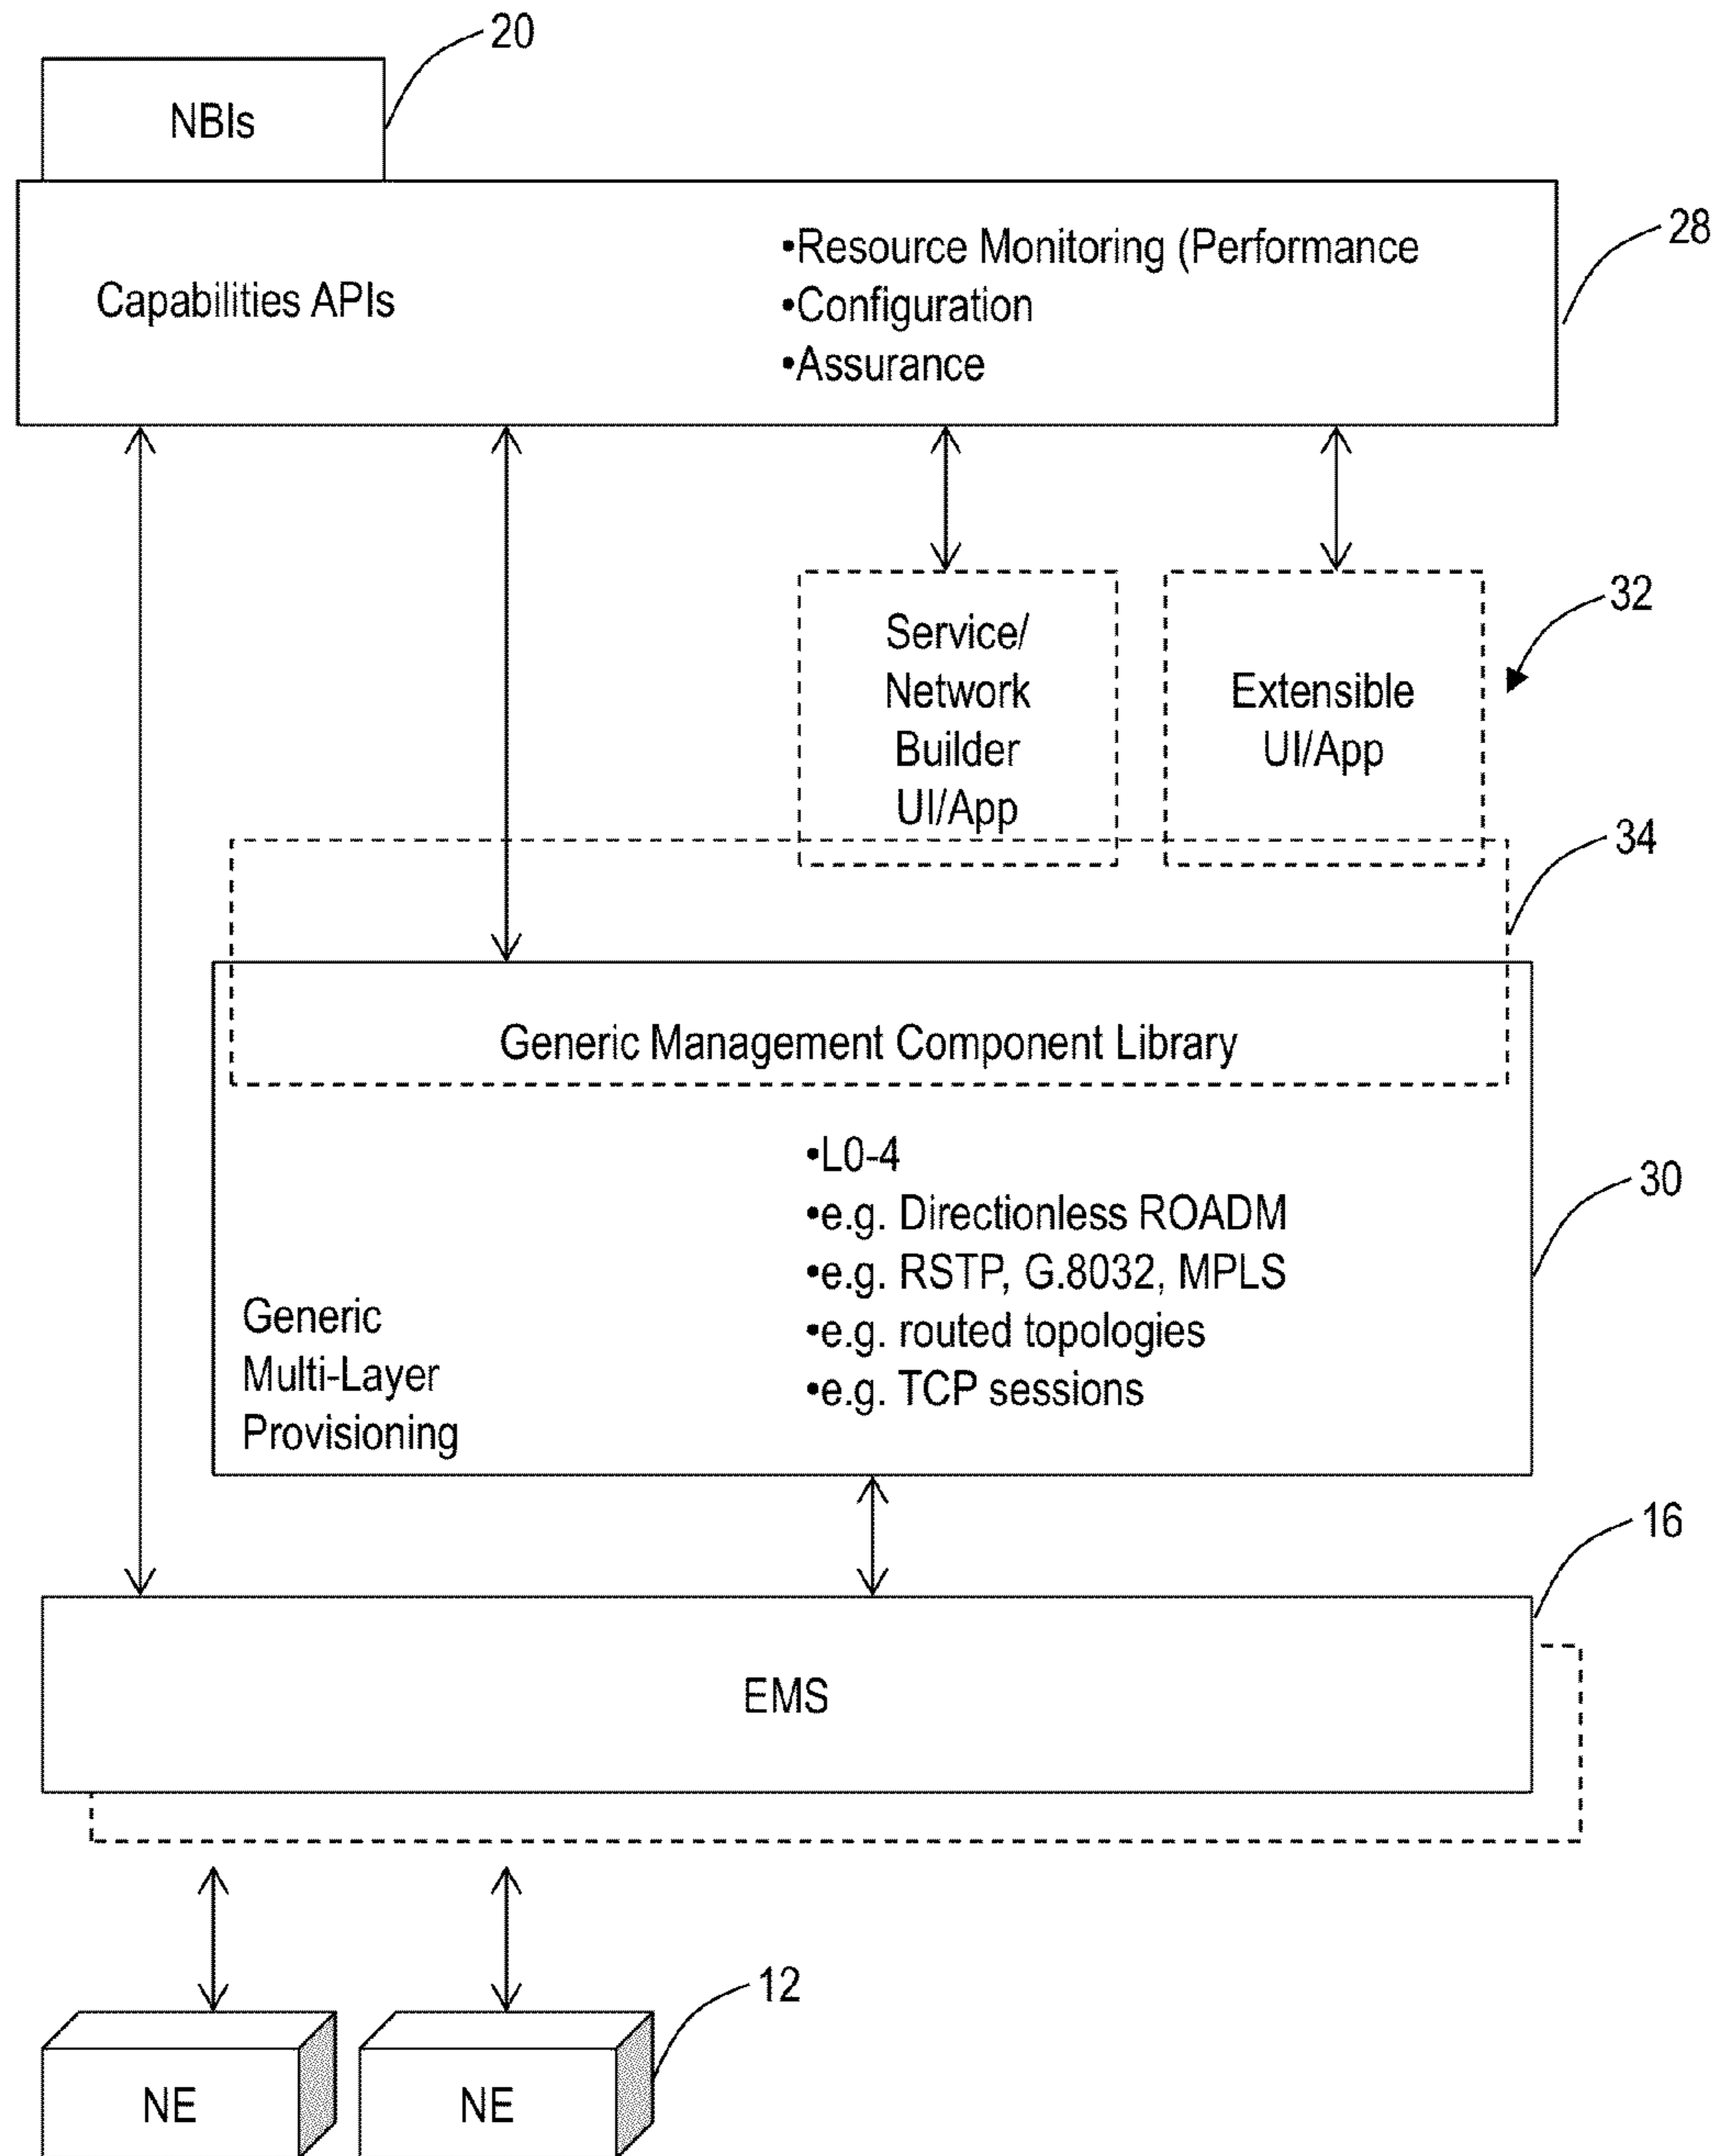 20
NBIs
28
Capabilities APIs
•Resource Monitoring (Performance
•Configuration
•Assurance
32
Service/
Network
Builder
UI/App
Extensible
UI/App
34
Generic Management Component Library
•L0-4
•e.g. Directionless ROADM
•e.g. RSTP, G.8032, MPLS
•e.g. routed topologies
•e.g. TCP sessions
30
Generic
Multi-Layer
Provisioning
16
EMS
12
NE
NE